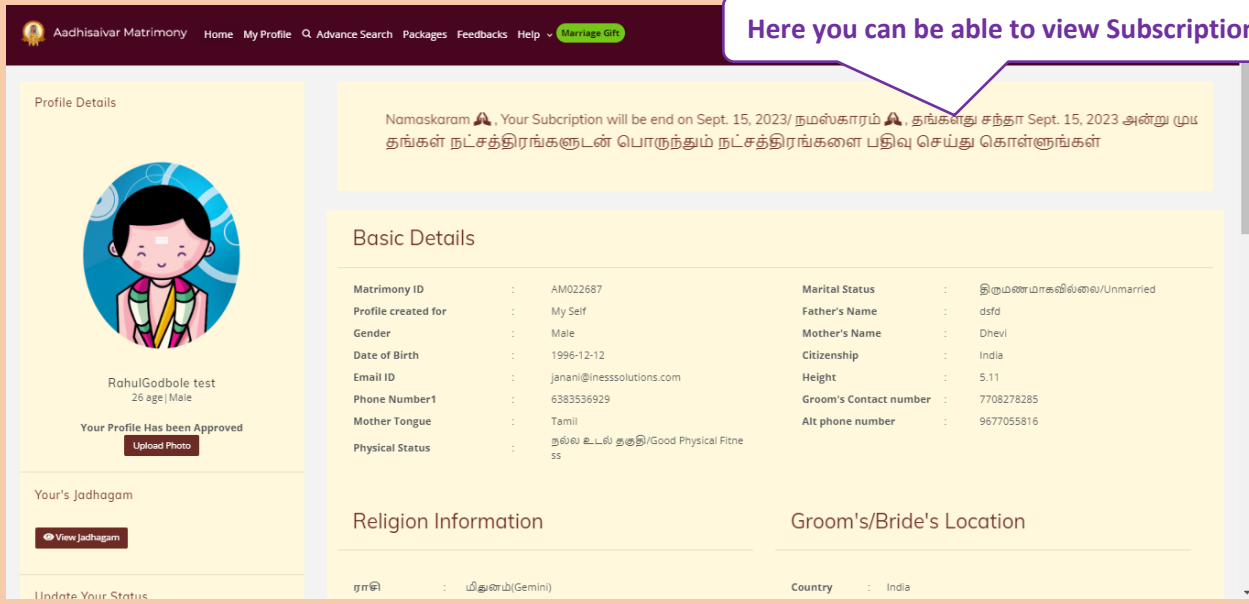 Aadhisaivar Matrimony Home My Profile Advance Search Packages Feedbacks Help Marriage Gift
Here you can be able to view Subscription
Profile Details
RahulGodbole test
26 age|Male
Your Profile Has been Approved
Upload Photo
Your's Jadhagam
View Jadhagam
Update Your Status
Namaskaram 🙏, Your Subcription will be end on Sept. 15, 2023/ நமஸ்காரம் 🙏, தங்களது சந்தா Sept. 15, 2023 அன்று
தங்கள் நட்சத்திரங்களுடன் பொருந்தும் நட்சத்திரங்களை பதிவு செய்து கொள்ளுங்கள்
Basic Details
Matrimony ID : AM022687
Profile created for : My Self
Gender : Male
Date of Birth : 1996-12-12
Email ID : janani@inesssolutions.com
Phone Number1 : 6383536929
Mother Tongue : Tamil
Physical Status : நல்ல உடல் தகுதி/Good Physical Fitne
ss
Marital Status : திருமணமாகவில்லை/Unmarried
Father's Name : dsfd
Mother's Name : Dhevi
Citizenship : India
Height : 5.11
Groom's Contact number : 7708278285
Alt phone number : 9677055816
Religion Information
ராசி : மிதுனம்(Gemini)
Groom's/Bride's Location
Country : India